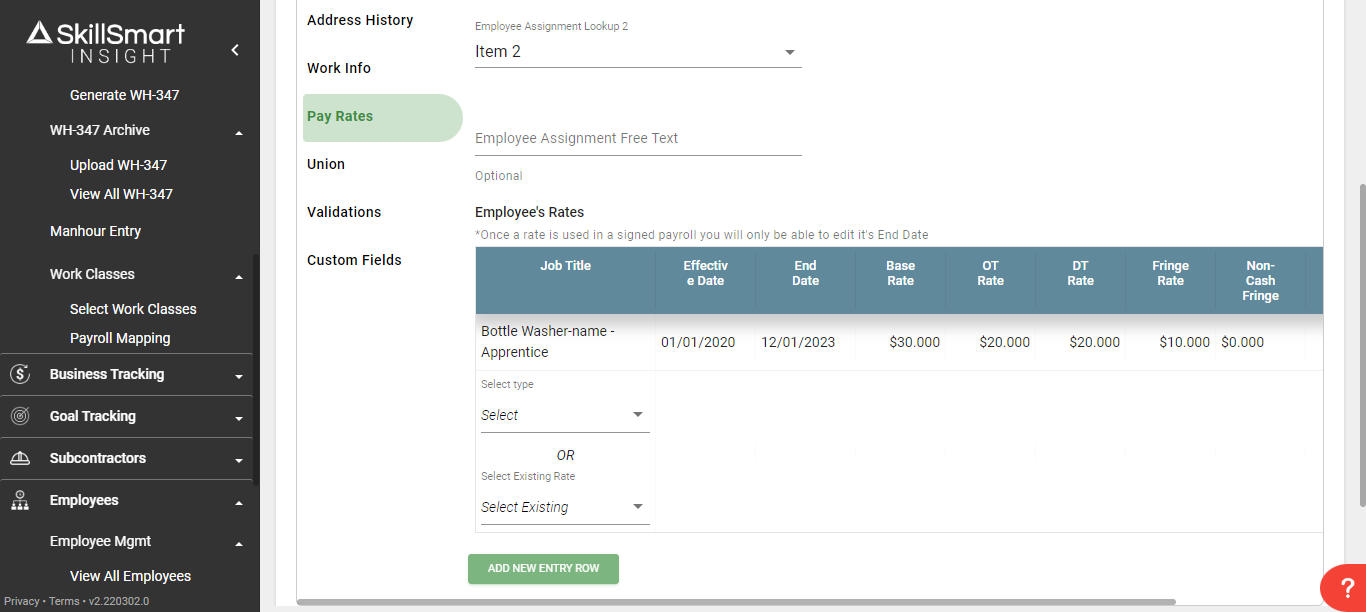 SkillSmart
INSIGHT
Generate WH-347
WH-347 Archive
Upload WH-347
View All WH-347
Manhour Entry
Work Classes
Select Work Classes
Payroll Mapping
Business Tracking
Goal Tracking
Subcontractors
Employees
Employee Mgmt
View All Employees
Privacy • Terms • v2.220302.0
Address History
Work Info
Pay Rates
Union
Validations
Custom Fields
Employee Assignment Lookup 2
Item 2
Employee Assignment Free Text
Optional
Employee's Rates
*Once a rate is used in a signed payroll you will only be able to edit it's End Date
Job Title
Effectiv
e Date
End
Date
Base
Rate
OT
Rate
DT
Rate
Fringe
Rate
Non-
Cash
Fringe
Bottle Washer-name -
Apprentice
01/01/2020
12/01/2023
$30.000
$20.000
$20.000
$10.000
$0.000
Select type
Select
OR
Select Existing Rate
Select Existing
ADD NEW ENTRY ROW
?